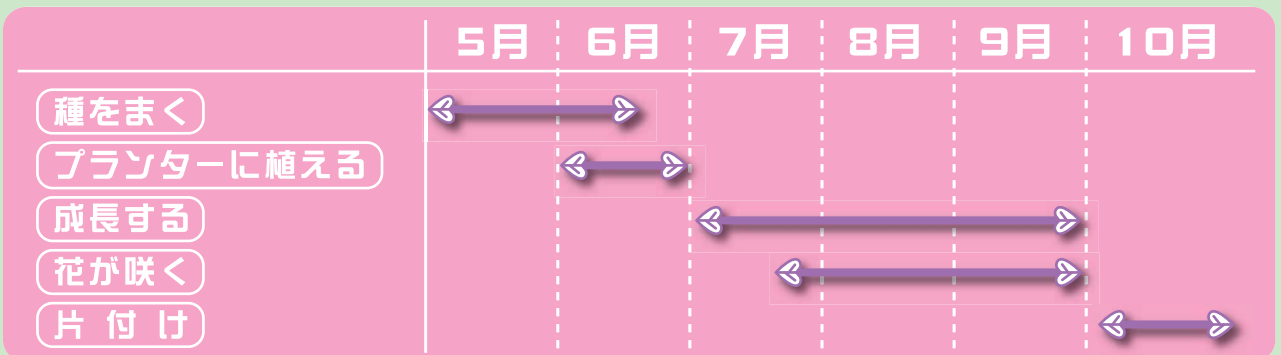 5月 6月 7月 8月 9月 10月
種をまく
プランターに植える
成長する
花が咲く
片付け